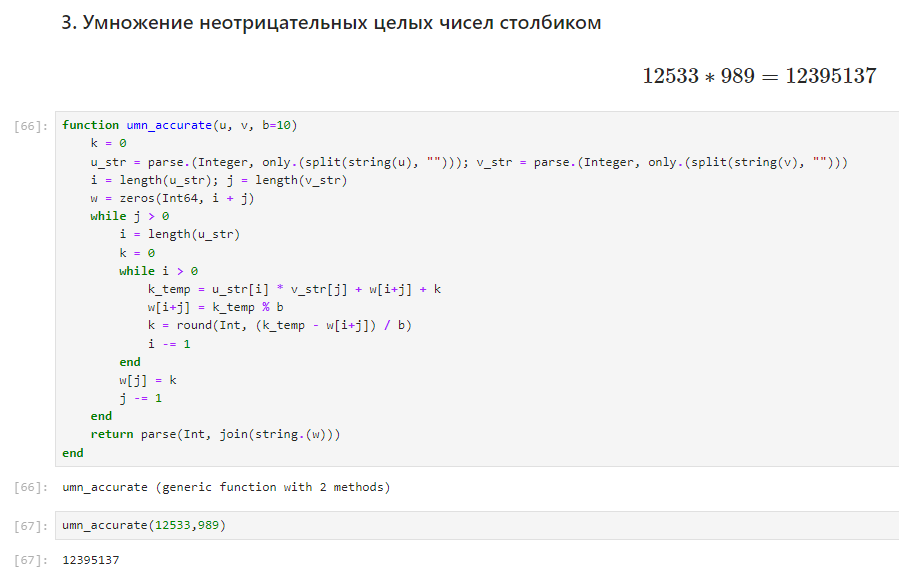 3. Умножение неотрицательных целых чисел столбиком
12533 ∗ 989 = 12395137
[66]: function umn_accurate(u, v, b=10)
    k = 0
    u_str = parse.(Integer, only.(split(string(u), ""))); v_str = parse.(Integer, only.(split(string(v), "")))
    i = length(u_str); j = length(v_str)
    w = zeros(Int64, i + j)
    while j > 0
        i = length(u_str)
        k = 0
        while i > 0
            k_temp = u_str[i] * v_str[j] + w[i+j] + k
            w[i+j] = k_temp % b
            k = round(Int, (k_temp - w[i+j]) / b)
            i -= 1
        end
        w[j] = k
        j -= 1
    end
    return parse(Int, join(string.(w)))
end
[66]: umn_accurate (generic function with 2 methods)
[67]: umn_accurate(12533,989)
[67]: 12395137